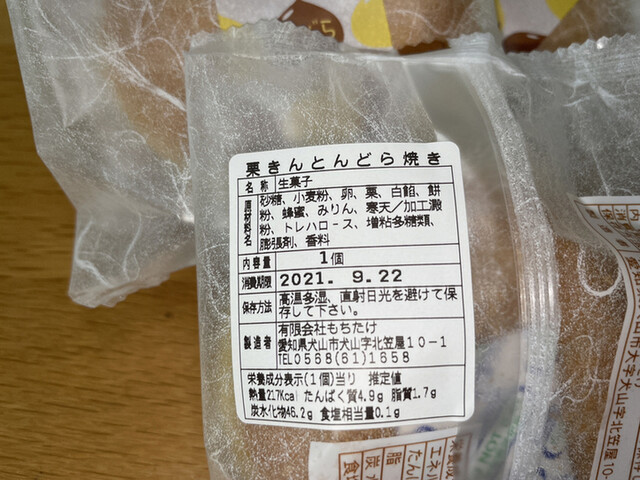 どら
栗きんとんどら焼き
名称 生菓子
原材料名 砂糖、小麦粉、卵、栗、白餡、餅
粉、蜂蜜、みりん、寒天／加工澱
粉、トレハロース、増粘多糖類、
膨張剤、香料
内容量 1個
消費期限 2021. 9.22
保存方法 高温多湿、直射日光を避けて保
存して下さい。
製造者 有限会社もちたけ
愛知県犬山市犬山字北笠屋10-1
TEL0568(61)1658
栄養成分表示(1個)当り 推定値
熱量217Kcal たんぱく質4.9g 脂質1.7g
炭水化物46.2g 食塩相当量0.1g